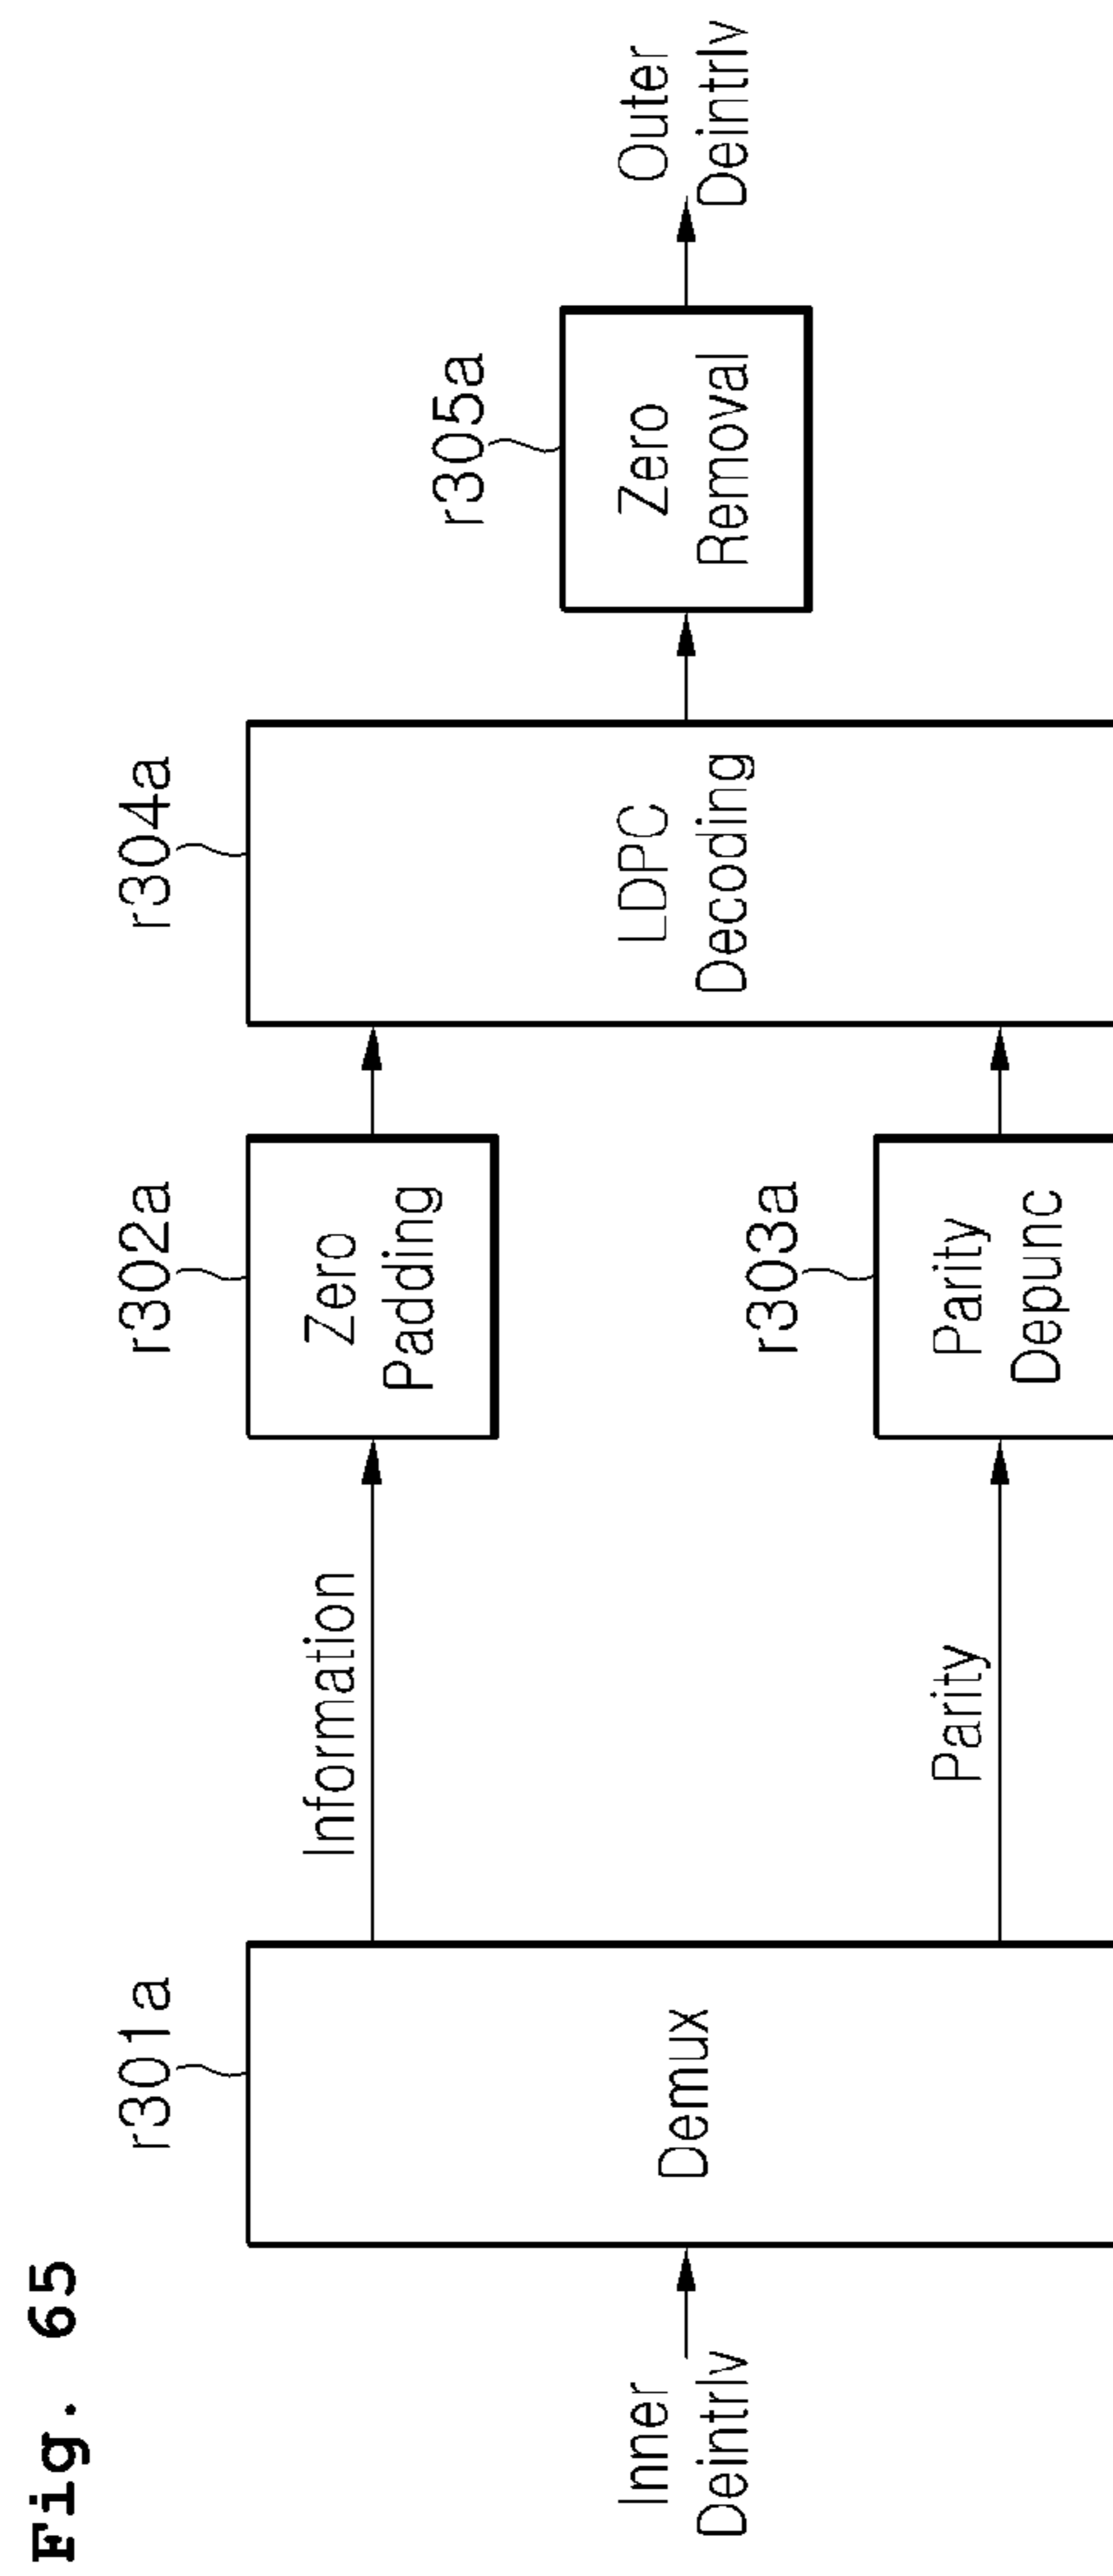 Fig. 65
Inner
Deintrlv
r301a
Demux
Information
Parity
r302a
Zero
Padding
r303a
Parity
Depunc
r304a
LDPC
Decoding
r305a
Zero
Removal
Outer
Deintrlv